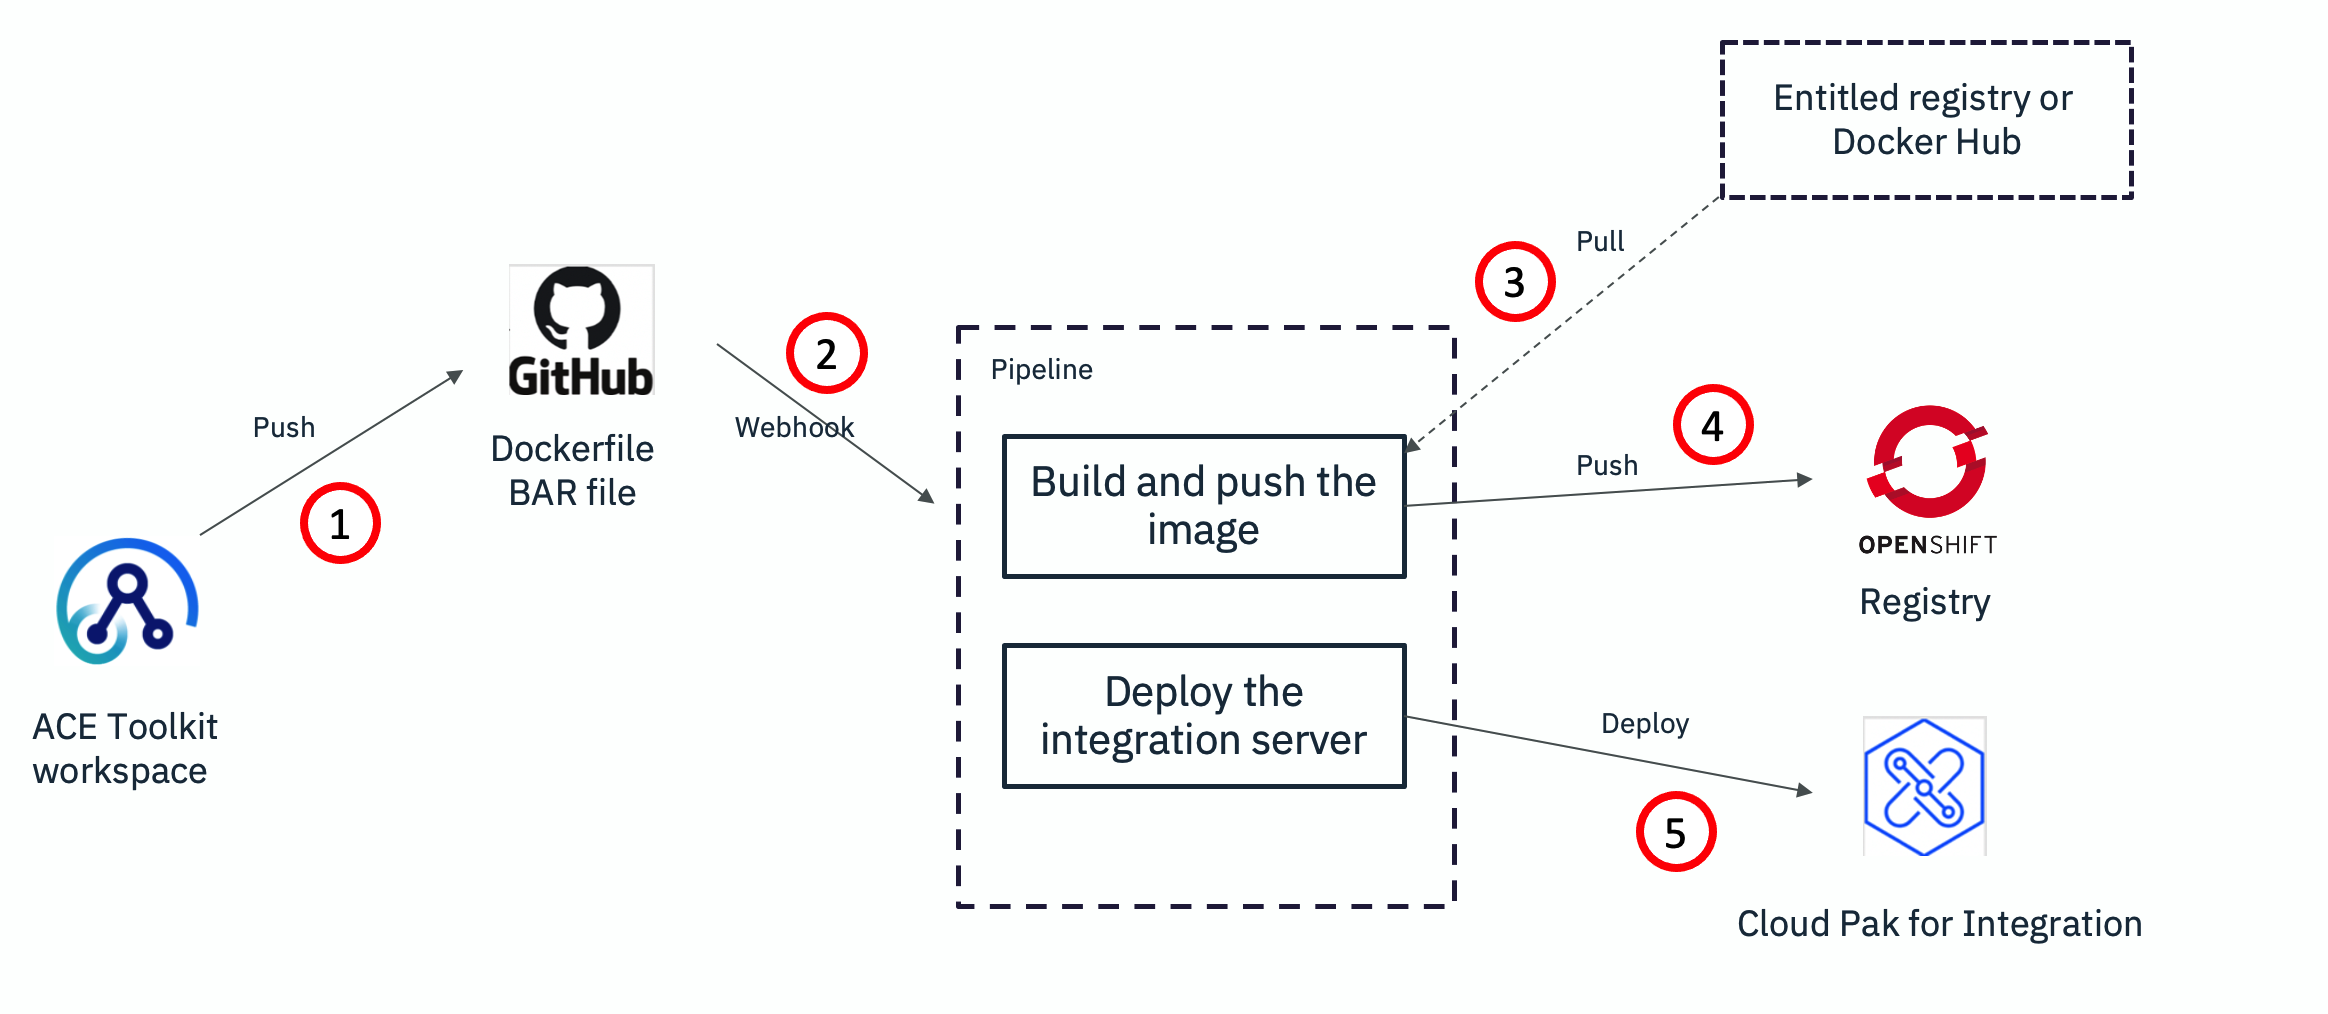 Entitled registry or
Docker Hub
Pull
3
GitHub
Dockerfile
BAR file
2
Webhook
Push
1
ACE Toolkit
workspace
Pipeline
Build and push the
image
Deploy the
integration server
4
Push
OPENSHIFT
Registry
Deploy
5
Cloud Pak for Integration